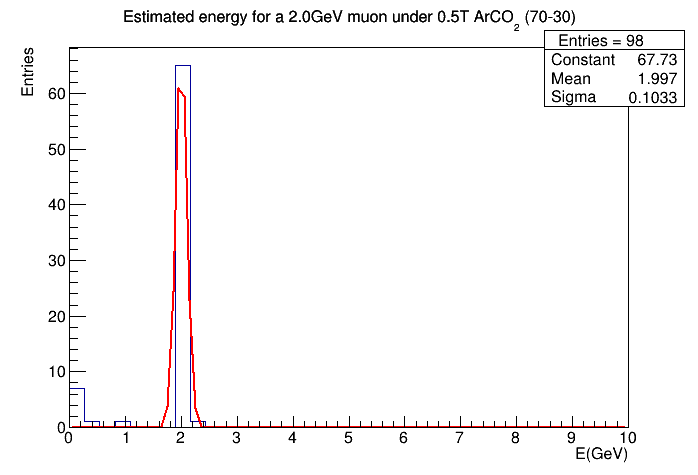 Estimated energy for a 2.0GeV muon under 0.5T ArCO2 (70-30)
Entries = 98
Constant 67.73
Mean 1.997
Sigma 0.1033
Entries
60
50
40
30
20
10
0
0 1 2 3 4 5 6 7 8 9 10
E(GeV)